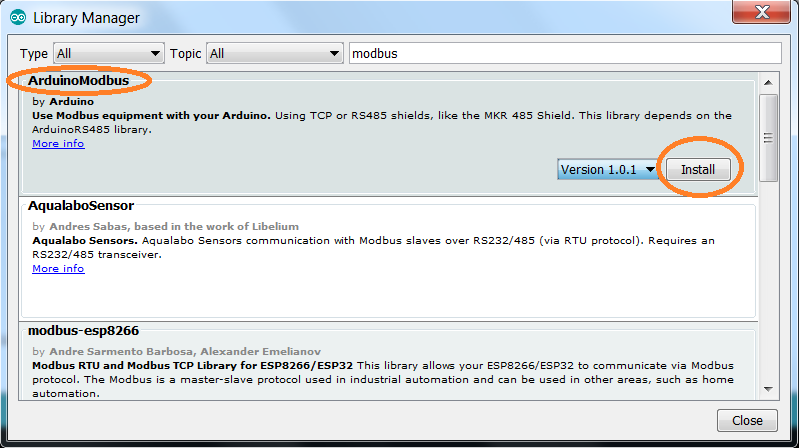 Library Manager
Type All Topic All modbus
ArduinoModbus
by Arduino
Use Modbus equipment with your Arduino. Using TCP or RS485 shields, like the MKR 485 Shield. This library depends on the
ArduinoRS485 library.
More info
Version 1.0.1 Install
AqualaboSensor
by Andres Sabas, based in the work of Libelium
Aqualabo Sensors. Aqualabo Sensors communication with Modbus slaves over RS232/485 (via RTU protocol). Requires an
RS232/485 transceiver.
More info
modbus-esp8266
by Andre Sarmento Barbosa, Alexander Emelianov
Modbus RTU and Modbus TCP Library for ESP8266/ESP32 This library allows your ESP8266/ESP32 to communicate via Modbus
protocol. The Modbus is a master-slave protocol used in industrial automation and can be used in other areas, such as home
automation.
Close